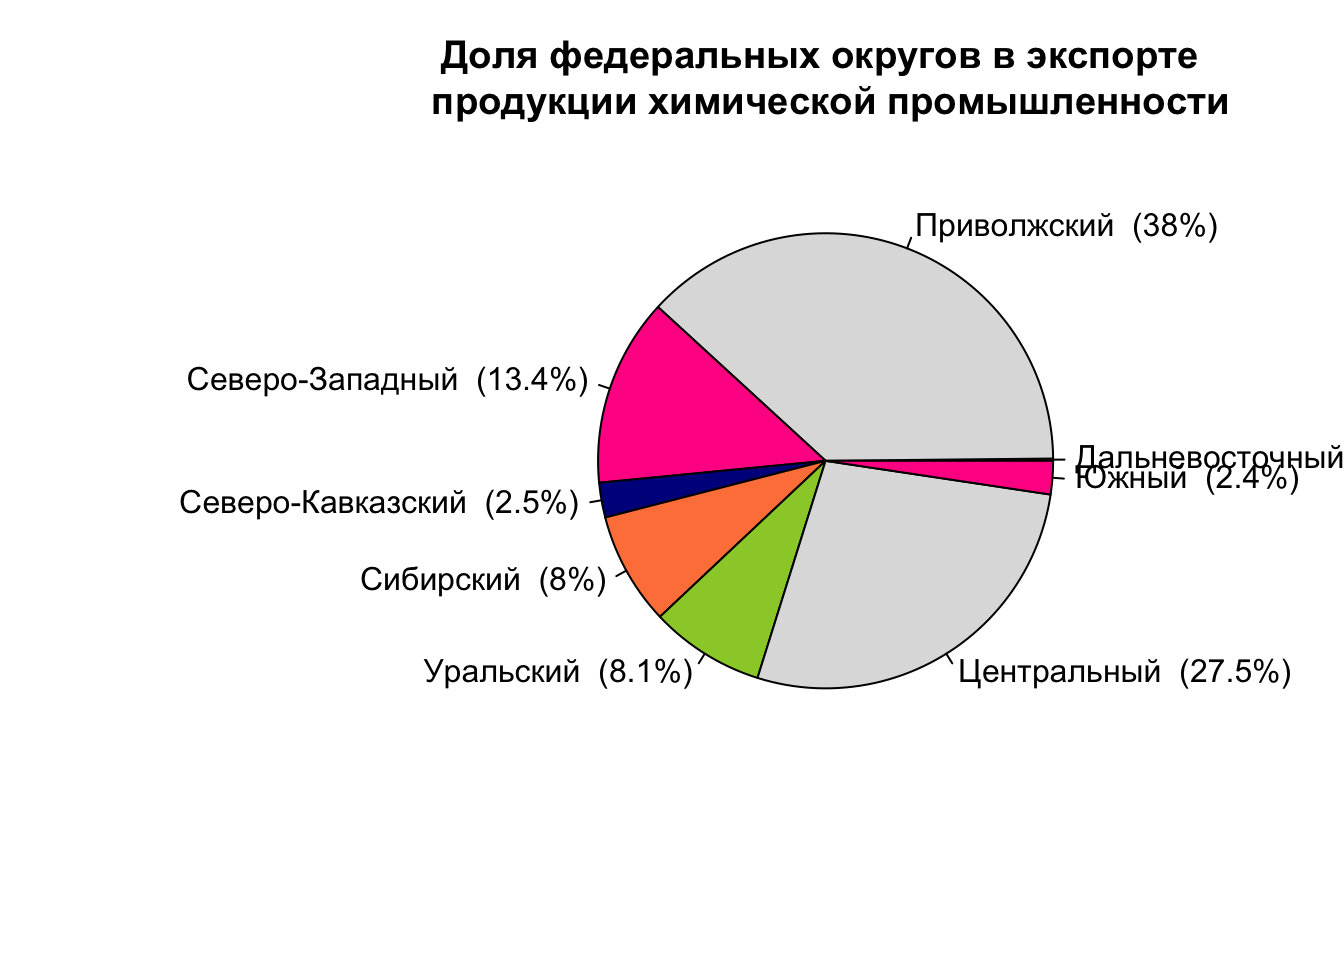 Доля федеральных округов в экспорте
продукции химической промышленности
Приволжский (38%)
Северо-Западный (13.4%)
Дальневосточный
Южный (2.4%)
Северо-Кавказский (2.5%)
Сибирский (8%)
Уральский (8.1%)
Центральный (27.5%)